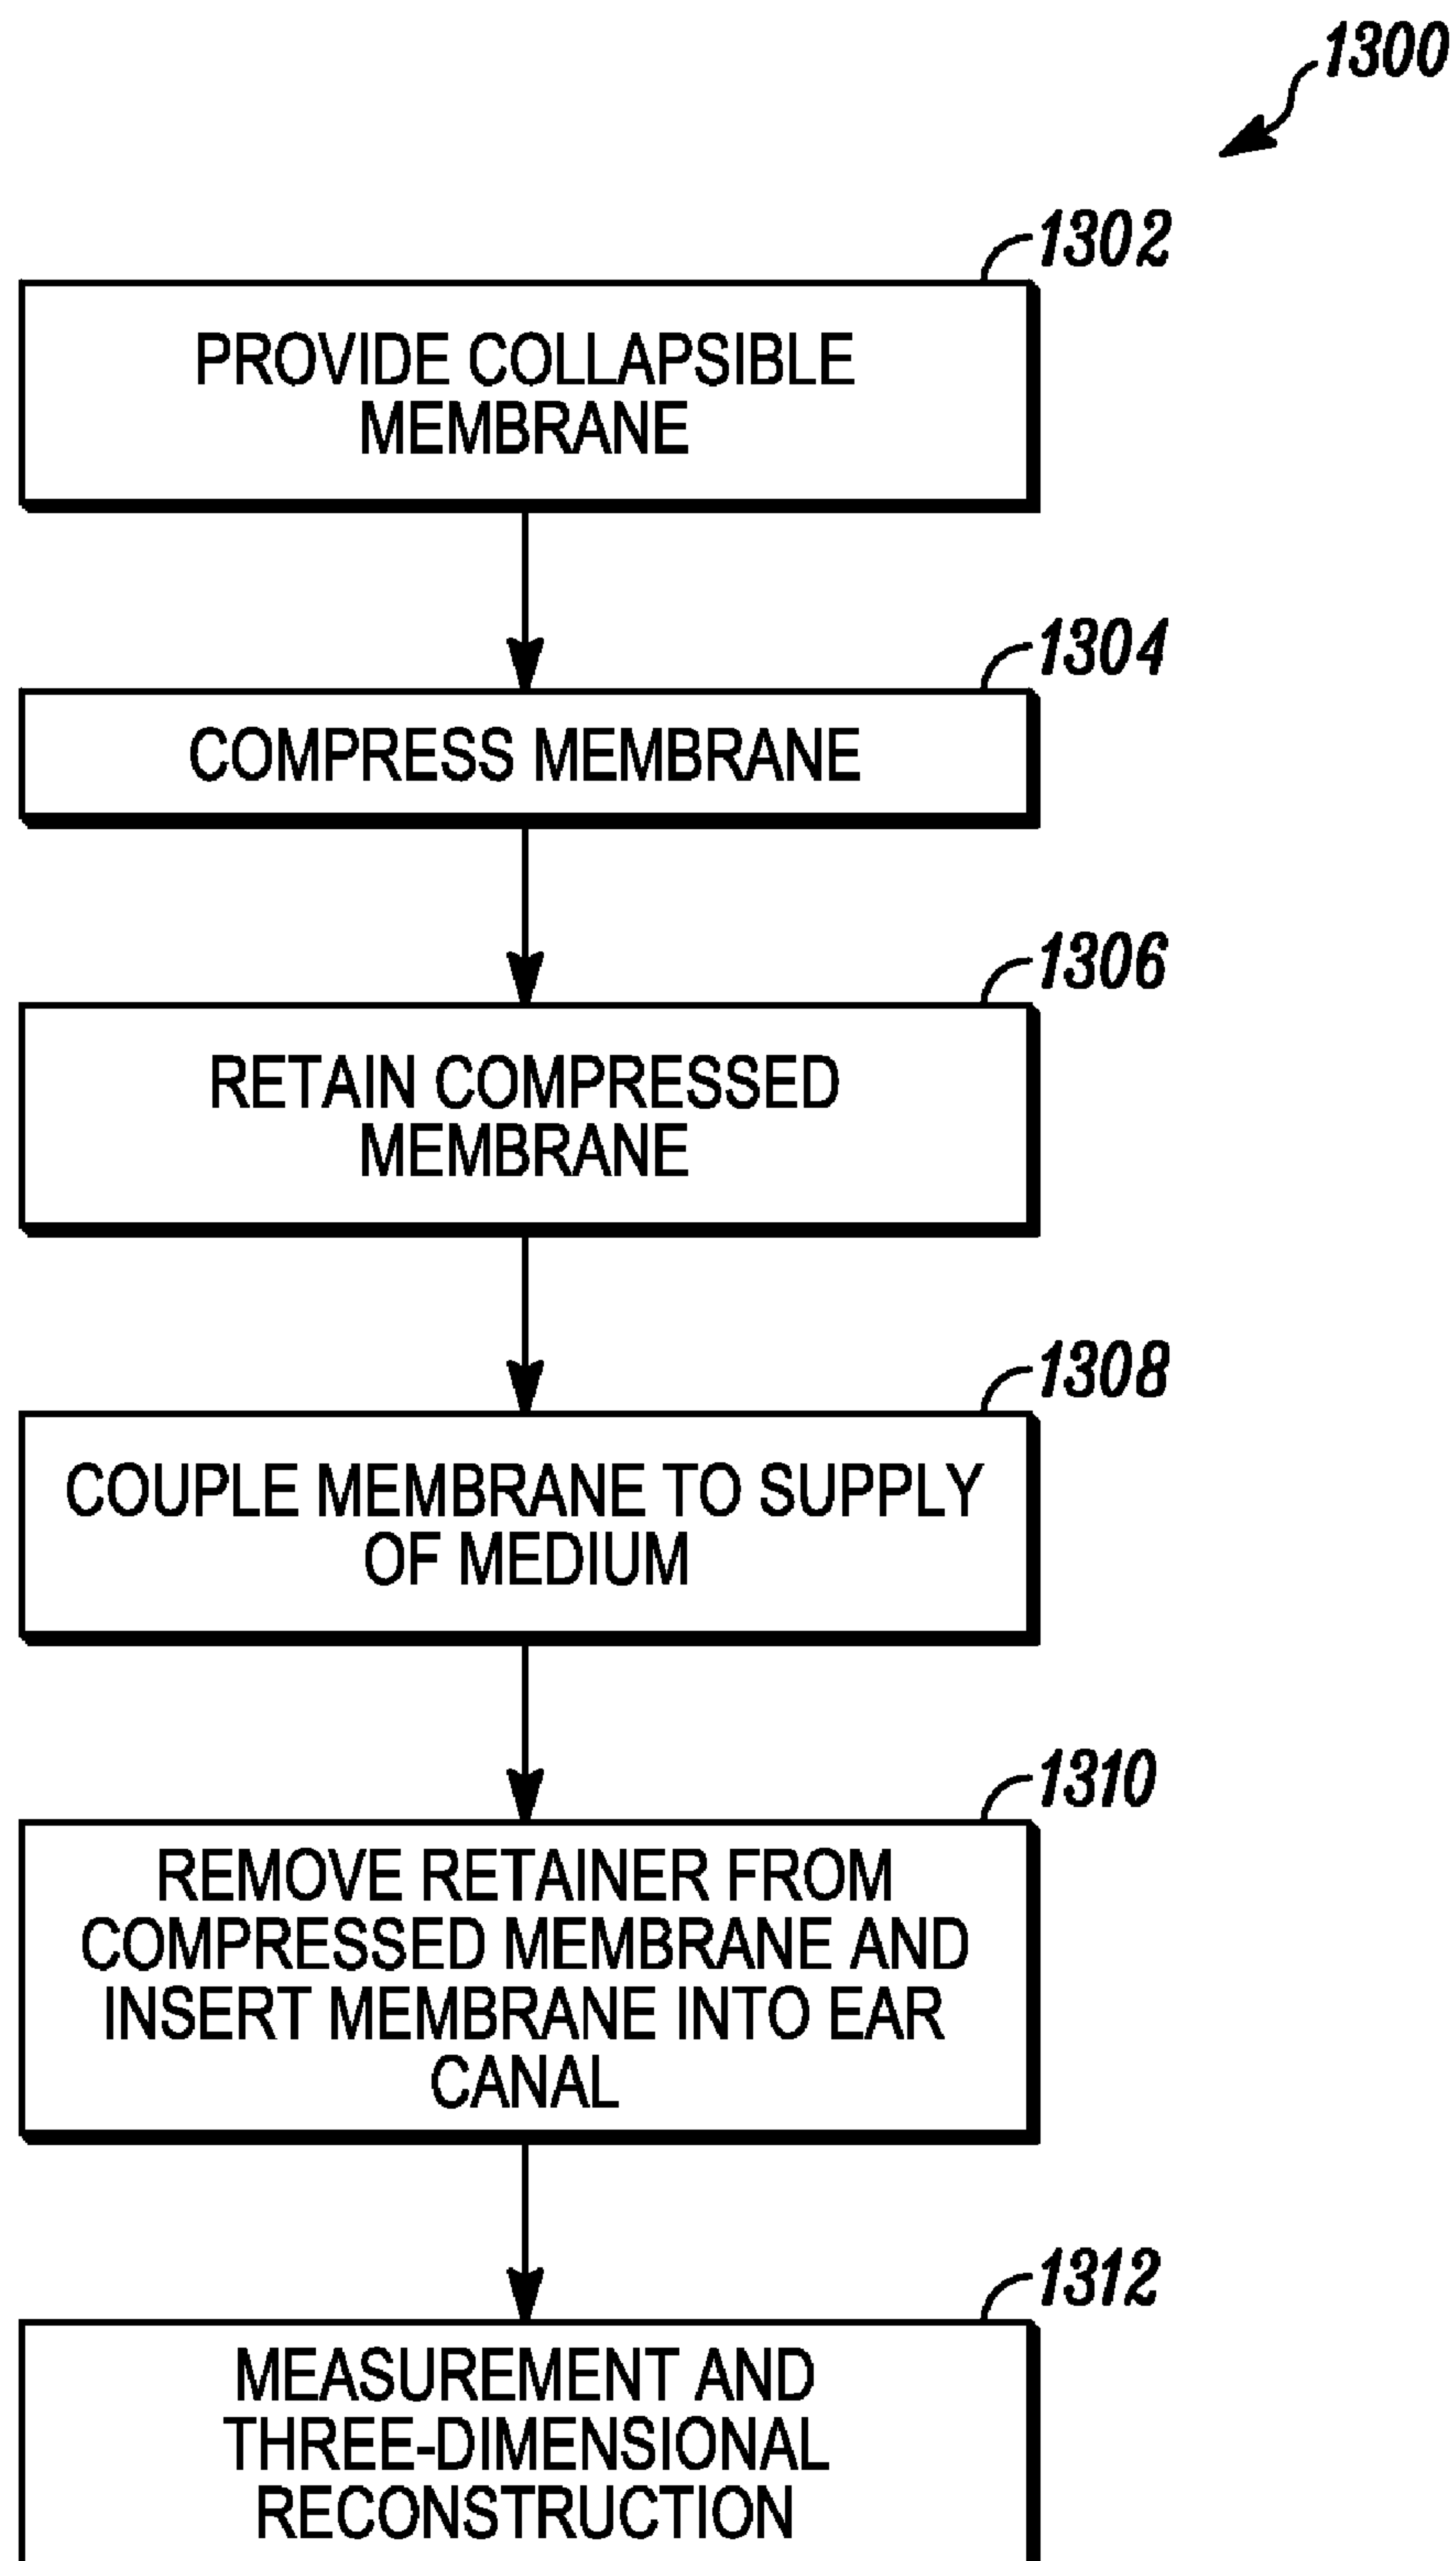 1300
1302
PROVIDE COLLAPSIBLE
MEMBRANE
1304
COMPRESS MEMBRANE
1306
RETAIN COMPRESSED
MEMBRANE
1308
COUPLE MEMBRANE TO SUPPLY
OF MEDIUM
1310
REMOVE RETAINER FROM
COMPRESSED MEMBRANE AND
INSERT MEMBRANE INTO EAR
CANAL
1312
MEASUREMENT AND
THREE-DIMENSIONAL
RECONSTRUCTION